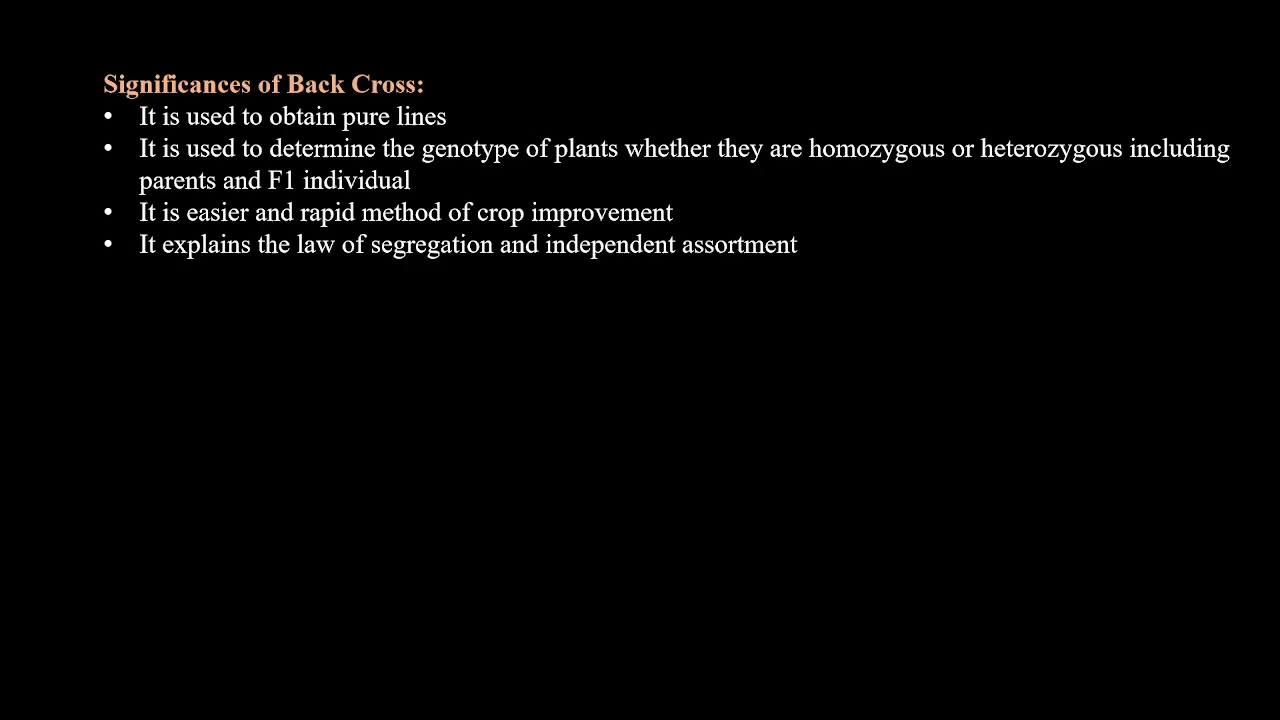 Significances of Back Cross:
• It is used to obtain pure lines
• It is used to determine the genotype of plants whether they are homozygous or heterozygous including
parents and F1 individual
• It is easier and rapid method of crop improvement
• It explains the law of segregation and independent assortment